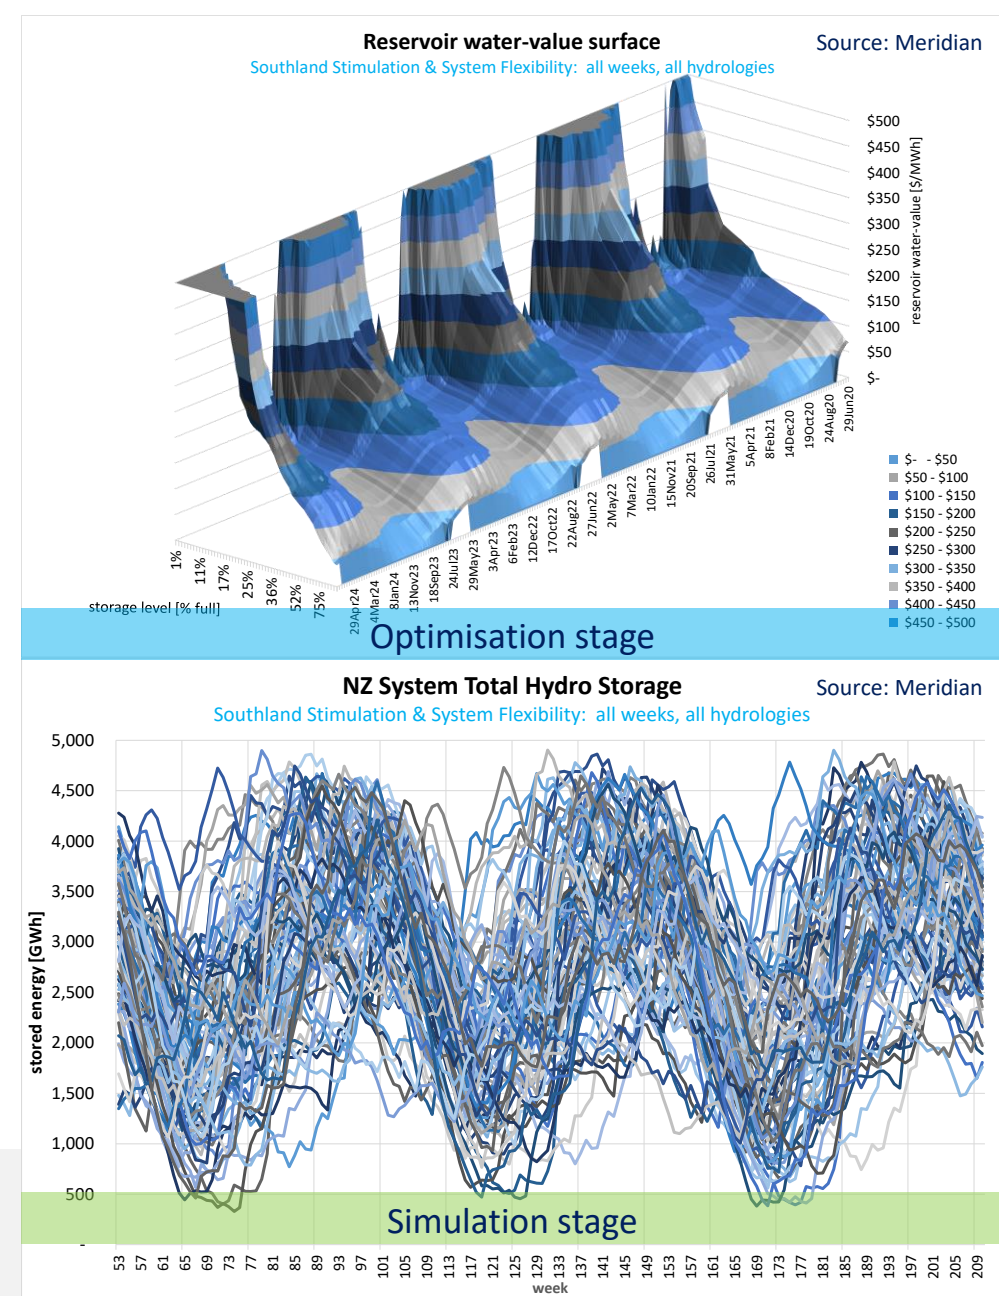 Reservoir water-value surface
Source: Meridian
Southland Stimulation & System Flexibility:  all weeks, all hydrologies
$500
$450
$400
$350
$300
$250
$200
$150
$100
$50
$-
reservoir water-value [$/MWh]
29Jun20
24Aug20
19Oct20
14Dec20
8Feb21
5Apr21
31May21
26Jul21
20Sep21
15Nov21
10Jan22
7Mar22
2May22
27Jun22
22Aug22
17Oct22
12Dec22
6Feb23
3Apr23
29May23
24Jul23
18Sep23
13Nov23
8Jan24
4Mar24
29Apr24
1%
11%
17%
25%
36%
52%
75%
storage level [% full]
$-   - $50
$50 - $100
$100 - $150
$150 - $200
$200 - $250
$250 - $300
$300 - $350
$350 - $400
$400 - $450
$450 - $500
Optimisation stage
NZ System Total Hydro Storage
Source: Meridian
Southland Stimulation & System Flexibility:  all weeks, all hydrologies
5,000
4,500
4,000
3,500
3,000
2,500
2,000
1,500
1,000
500
-
stored energy [GWh]
Simulation stage
53 57 61 65 69 73 77 81 85 89 93 97 101 105 109 113 117 121 125 129 133 137 141 145 149 153 157 161 165 169 173 177 181 185 189 193 197 201 205 209
week